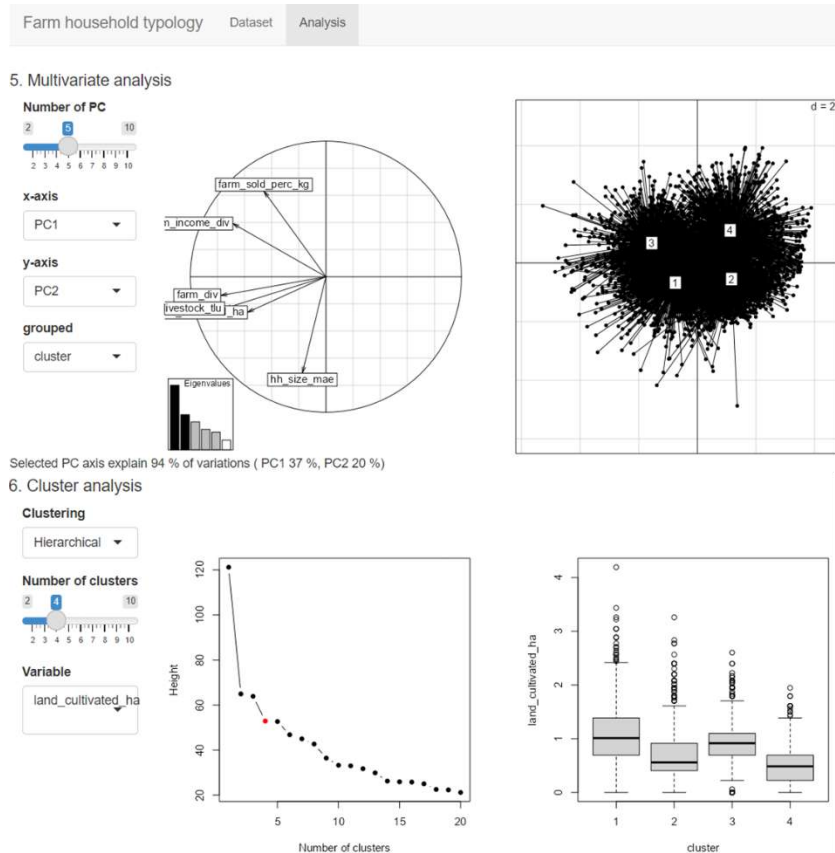 Farm household typology Dataset Analysis
5. Multivariate analysis
Number of PC
2 5 10
2 3 4 5 6 7 8 9 10
x-axis
PC1
y-axis
PC2
grouped
cluster
farm_sold_perc_kg
n_income_div
farm_div
livestock_tlu
_ha
hh_size_mae
Eigenvalues
d = 2
3
4
1
2
Selected PC axis explain 94 % of variations ( PC1 37 %, PC2 20 %)
6. Cluster analysis
Clustering
Hierarchical
Number of clusters
2 4 10
2 3 4 5 6 7 8 9 10
Variable
land_cultivated_ha
Height
120
100
80
60
40
20
5 10 15 20
Number of clusters
land_cultivated_ha
4
3
2
1
0
1 2 3 4
cluster